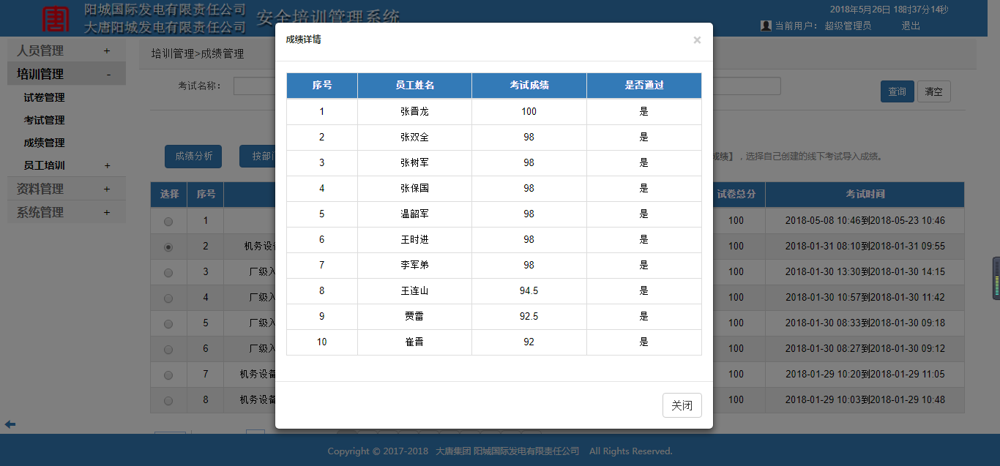 阳城国际发电有限责任公司
大唐阳城发电有限责任公司
安全培训管理系统
2018年5月26日 18时37分14秒
当前用户： 超级管理员 退出
人员管理 +
培训管理 -
试卷管理
考试管理
成绩管理
员工培训 +
资料管理 +
系统管理 +
培训管理>成绩管理
考试名称：
查询 清空
成绩分析 按部门
成绩】，选择自己创建的线下考试导入成绩。
选择 序号 试卷总分 考试时间
1 100 2018-05-08 10:46到2018-05-23 10:46
2 机务设备 100 2018-01-31 08:10到2018-01-31 09:55
3 厂级入 100 2018-01-30 13:30到2018-01-30 14:15
4 厂级入 100 2018-01-30 10:57到2018-01-30 11:42
5 厂级入 100 2018-01-30 08:33到2018-01-30 09:18
6 厂级入 100 2018-01-30 08:27到2018-01-30 09:12
7 机务设备 100 2018-01-29 10:20到2018-01-29 11:05
8 机务设备 100 2018-01-29 10:03到2018-01-29 10:48
成绩详情 ×
序号 员工姓名 考试成绩 是否通过
1 张晋龙 100 是
2 张双全 98 是
3 张树军 98 是
4 张保国 98 是
5 温韶军 98 是
6 王时进 98 是
7 李军弟 98 是
8 王连山 94.5 是
9 贾雷 92.5 是
10 崔晋 92 是
关闭
Copyright © 2017-2018 大唐集团 阳城国际发电有限责任公司 All Rights Reserved.